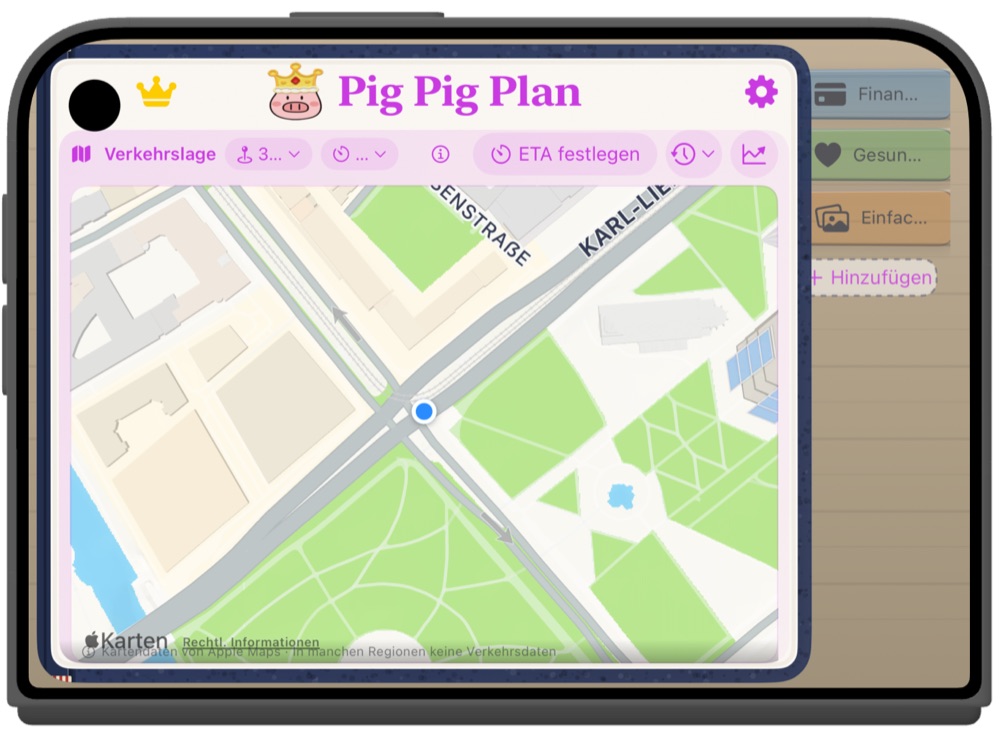 Pig Pig Plan
Verkehrslage
3...
...
ETA festlegen
Finan...
Gesun...
Einfac...
+ Hinzufügen
SENSTRAßE
KARL-LIE
Karten
Rechtl. Informationen
Kartendaten von Apple Maps · In manchen Regionen keine Verkehrsdaten